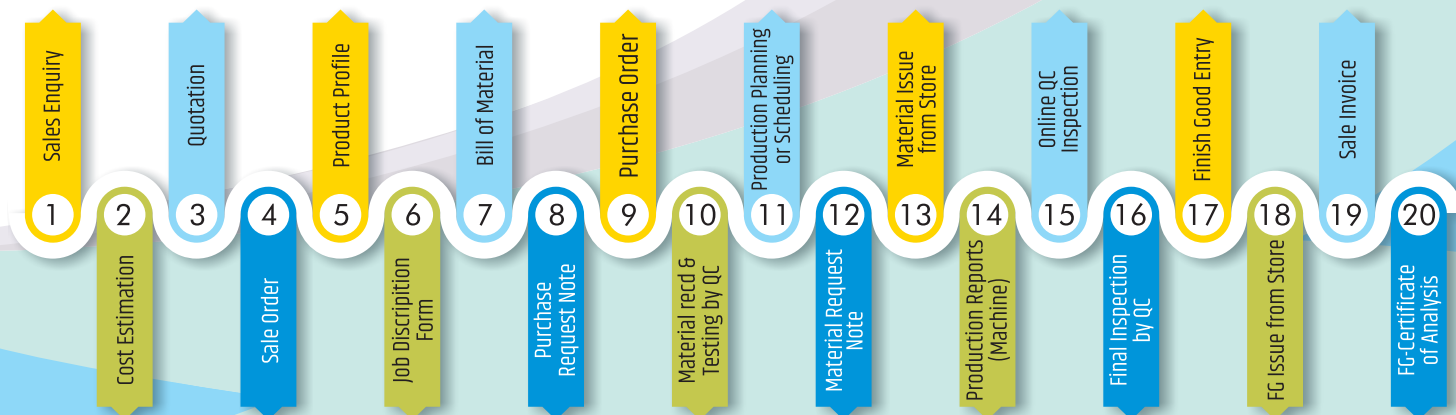 1
Sales Enquiry
2
Cost Estimation
3
Quotation
4
Sale Order
5
Product Profile
6
Job Discripition
Form
7
Bill of Material
8
Purchase
Request Note
9
Purchase Order
10
Material recd &
Testing by QC
11
Production Planning
or Scheduling
12
Material Request
Note
13
Material Issue
from Store
14
Production Reports
(Machine)
15
Online QC
Inspection
16
Final Inspection
by QC
17
Finish Good Entry
18
FG Issue from Store
19
Sale Invoice
20
FG-Certificate
of Analysis